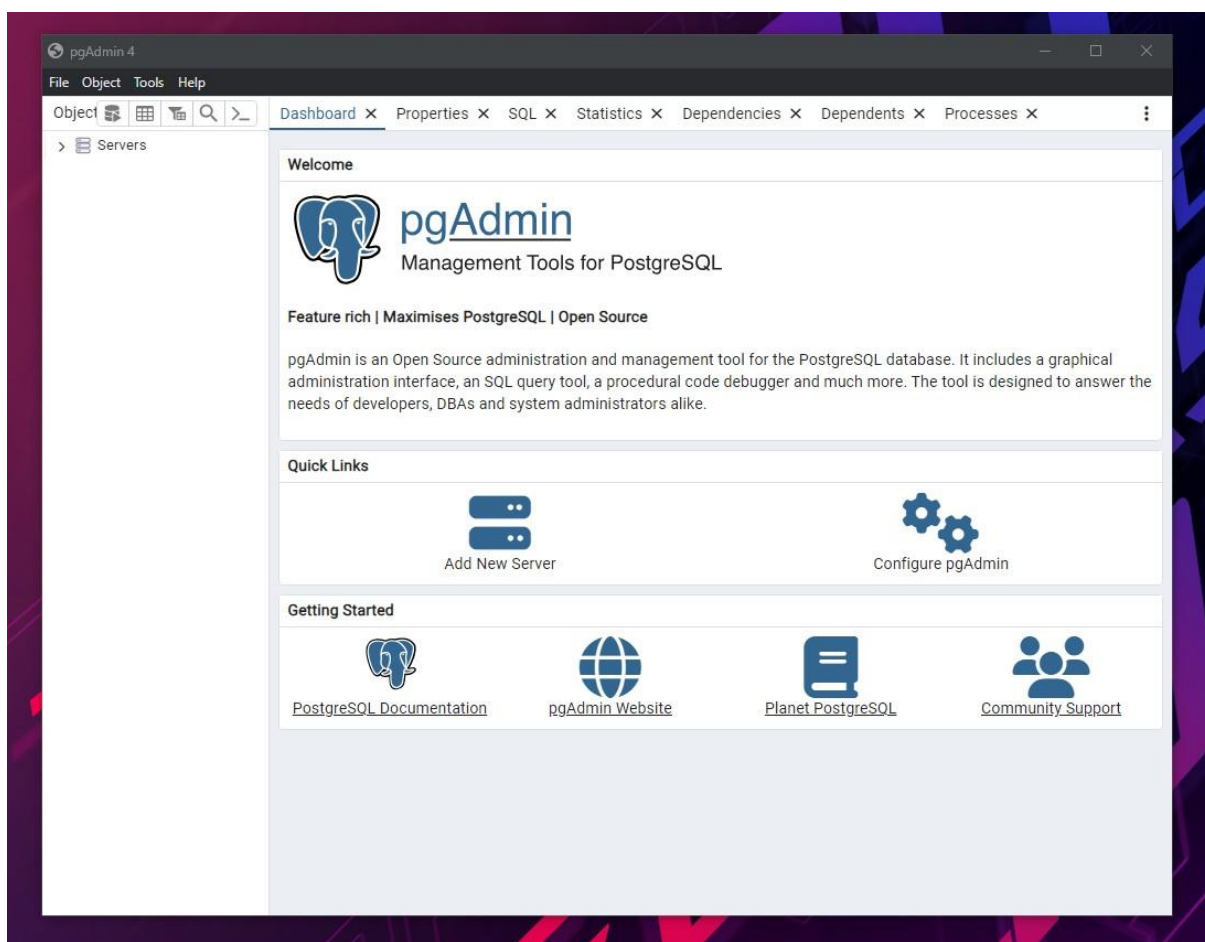 pgAdmin 4
File Object Tools Help
Object
Dashboard Properties SQL Statistics Dependencies Dependents Processes
Servers
Welcome
pgAdmin
Management Tools for PostgreSQL
Feature rich | Maximises PostgreSQL | Open Source
pgAdmin is an Open Source administration and management tool for the PostgreSQL database. It includes a graphical
administration interface, an SQL query tool, a procedural code debugger and much more. The tool is designed to answer the
needs of developers, DBAs and system administrators alike.
Quick Links
Add New Server
Configure pgAdmin
Getting Started
PostgreSQL Documentation
pgAdmin Website
Planet PostgreSQL
Community Support